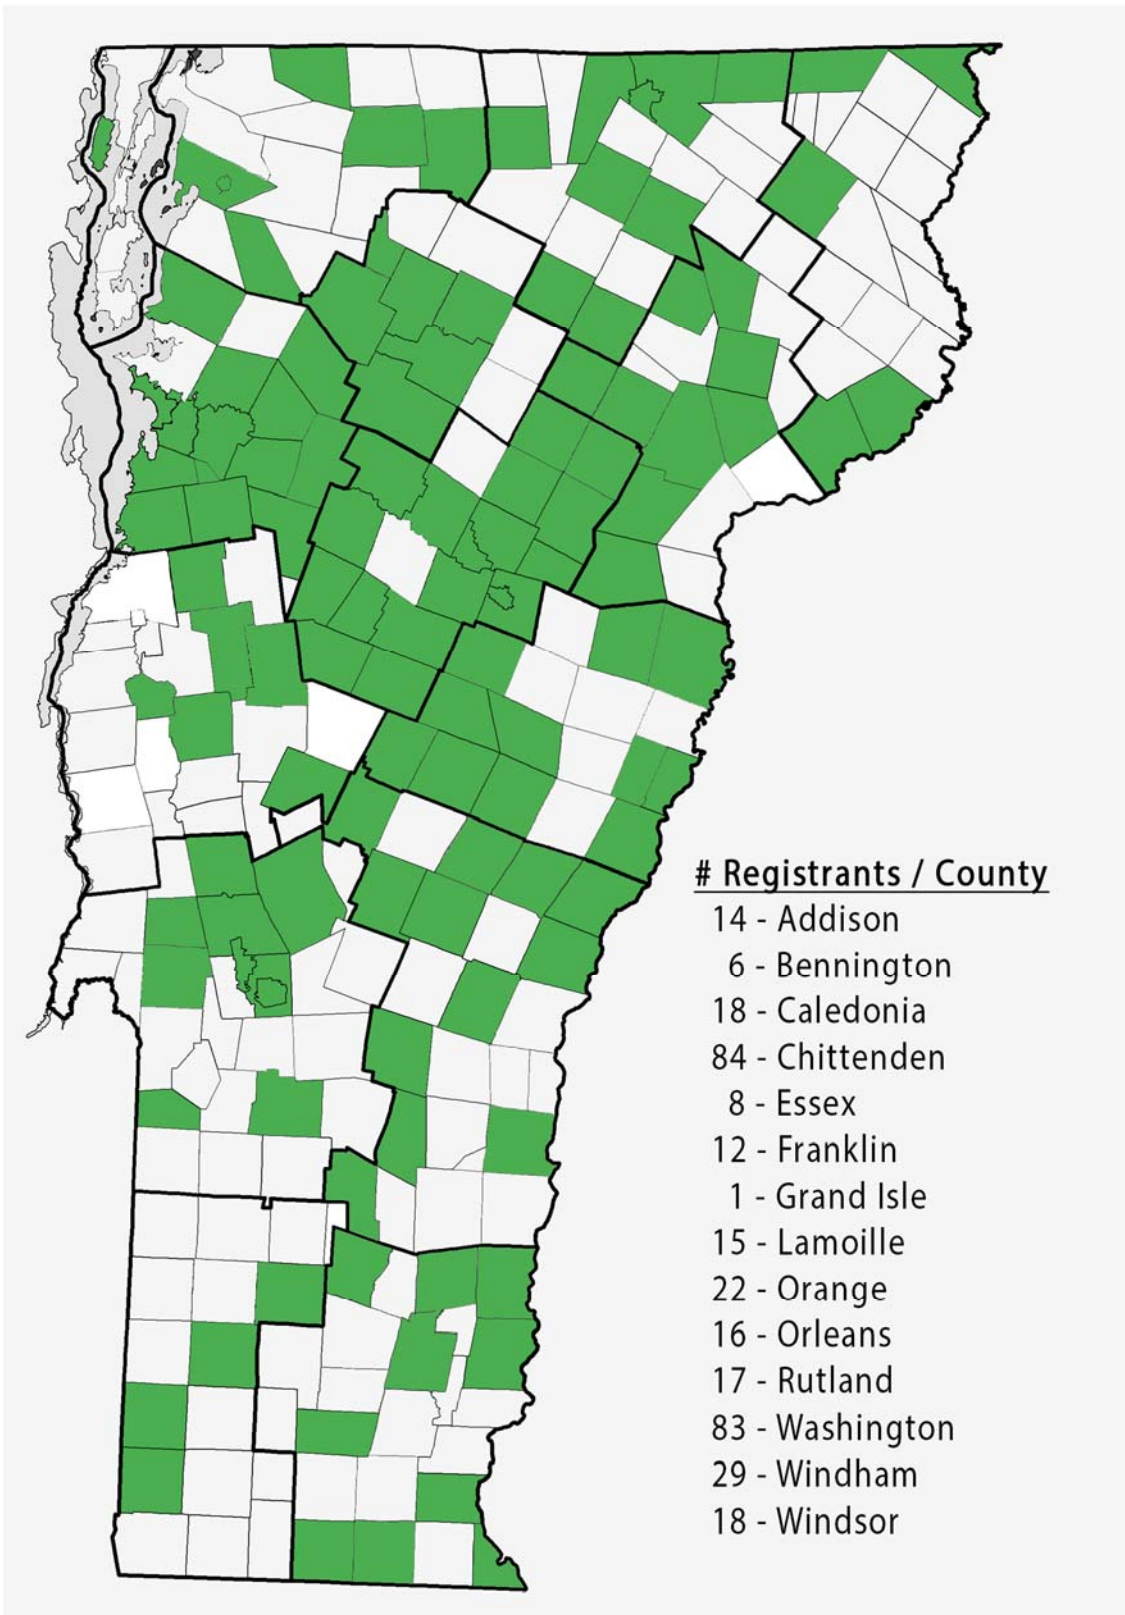 # Registrants / County
14 - Addison
6 - Bennington
18 - Caledonia
84 - Chittenden
8 - Essex
12 - Franklin
1 - Grand Isle
15 - Lamoille
22 - Orange
16 - Orleans
17 - Rutland
83 - Washington
29 - Windham
18 - Windsor